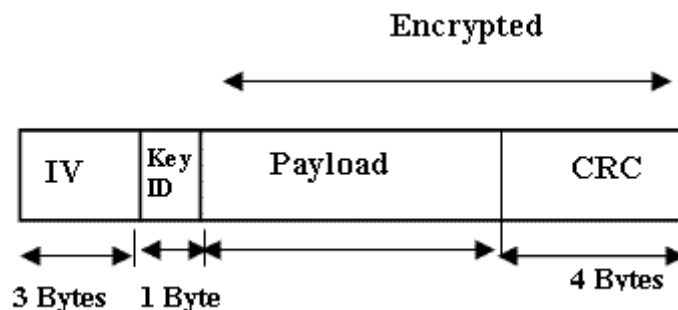 Encrypted
IV
Key
ID
Payload
CRC
3 Bytes
1 Byte
4 Bytes